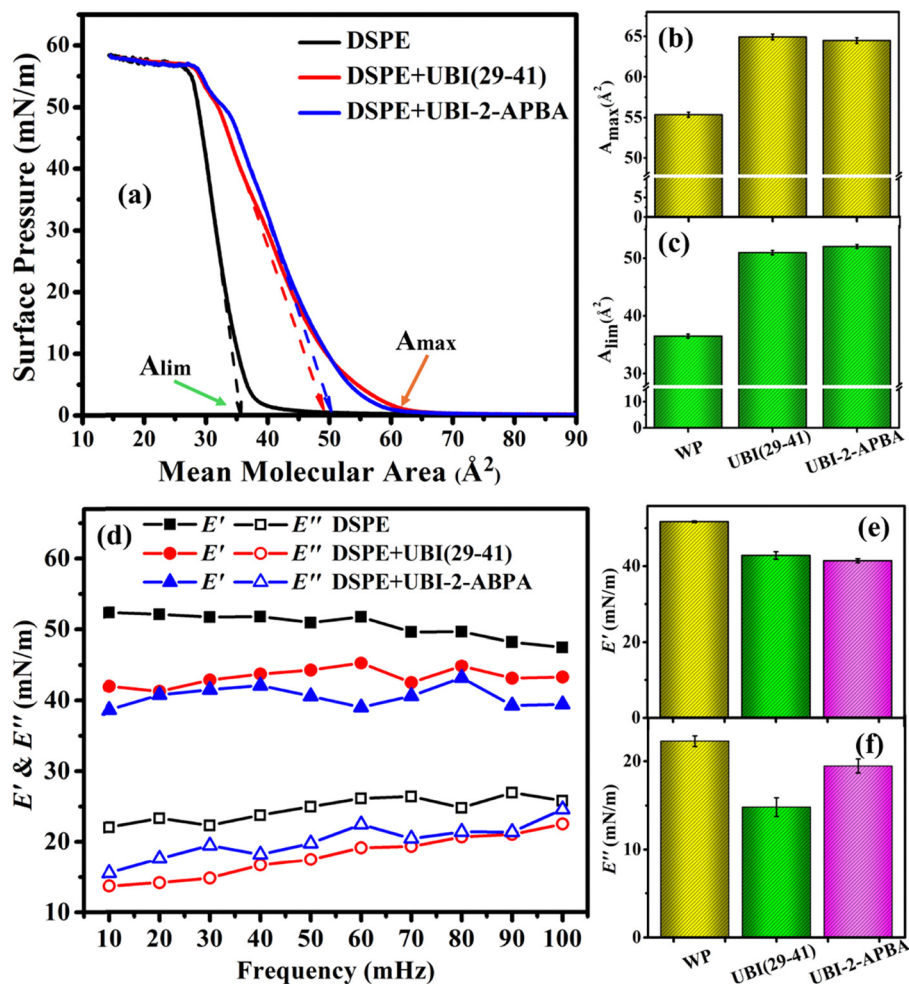 (a)
DSPE
DSPE+UBI(29-41)
DSPE+UBI-2-APBA
Alim
Amax
Surface Pressure (mN/m)
70
60
50
40
30
20
10
0
10 20 30 40 50 60 70 80 90
Mean Molecular Area (Å²)
(b)
Amax(Å²)
65
60
55
5
0
(c)
Alim(Å²)
50
40
30
10
5
0
WP UBI(29-41) UBI-2-APBA
(d)
E' E'' DSPE
E' E'' DSPE+UBI(29-41)
E' E'' DSPE+UBI-2-ABPA
E' & E'' (mN/m)
60
50
40
30
20
10
10 20 30 40 50 60 70 80 90 100
Frequency (mHz)
(e)
E' (mN/m)
40
20
0
(f)
E'' (mN/m)
20
10
0
WP UBI(29-41) UBI-2-APBA